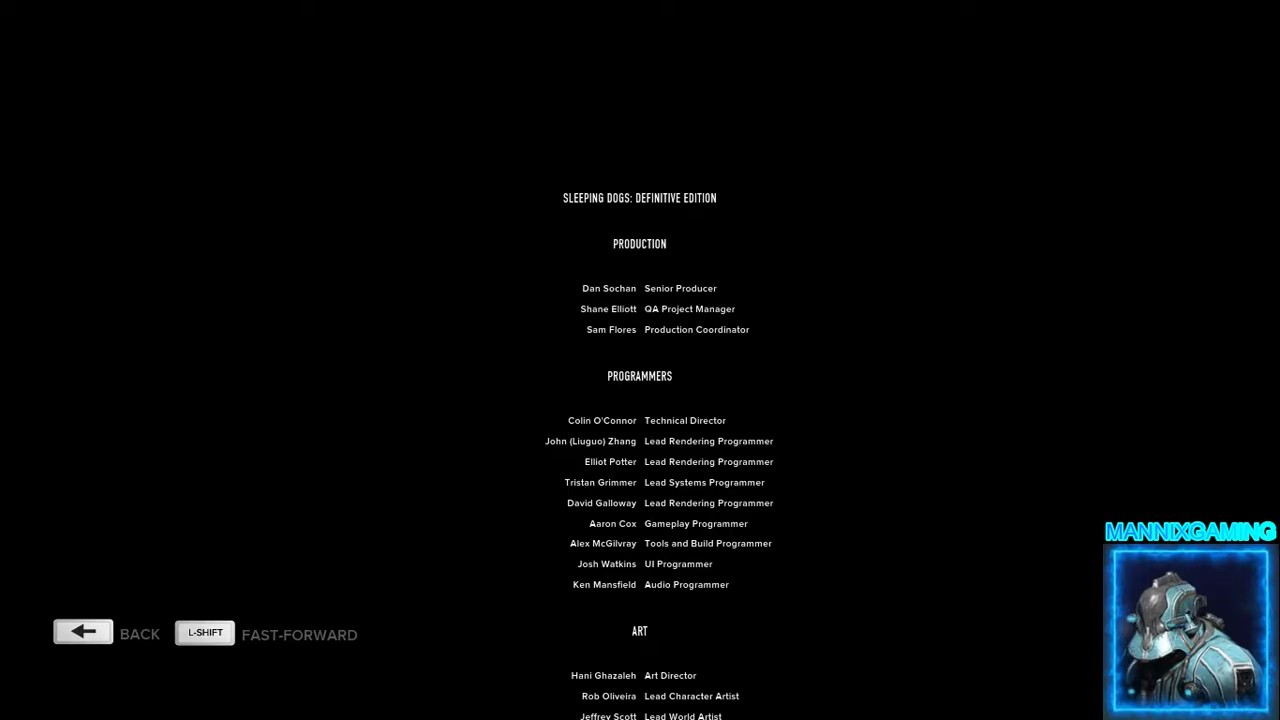 SLEEPING DOGS: DEFINITIVE EDITION
PRODUCTION
Dan Sochan Senior Producer
Shane Elliott QA Project Manager
Sam Flores Production Coordinator
PROGRAMMERS
Colin O'Connor Technical Director
John (Liuguo) Zhang Lead Rendering Programmer
Elliot Potter Lead Rendering Programmer
Tristan Grimmer Lead Systems Programmer
David Galloway Lead Rendering Programmer
Aaron Cox Gameplay Programmer
Alex McGilvray Tools and Build Programmer
Josh Watkins UI Programmer
Ken Mansfield Audio Programmer
ART
Hani Ghazaleh Art Director
Rob Oliveira Lead Character Artist
Jeffrey Scott Lead World Artist
BACK L-SHIFT FAST-FORWARD
MANNIXGAMING